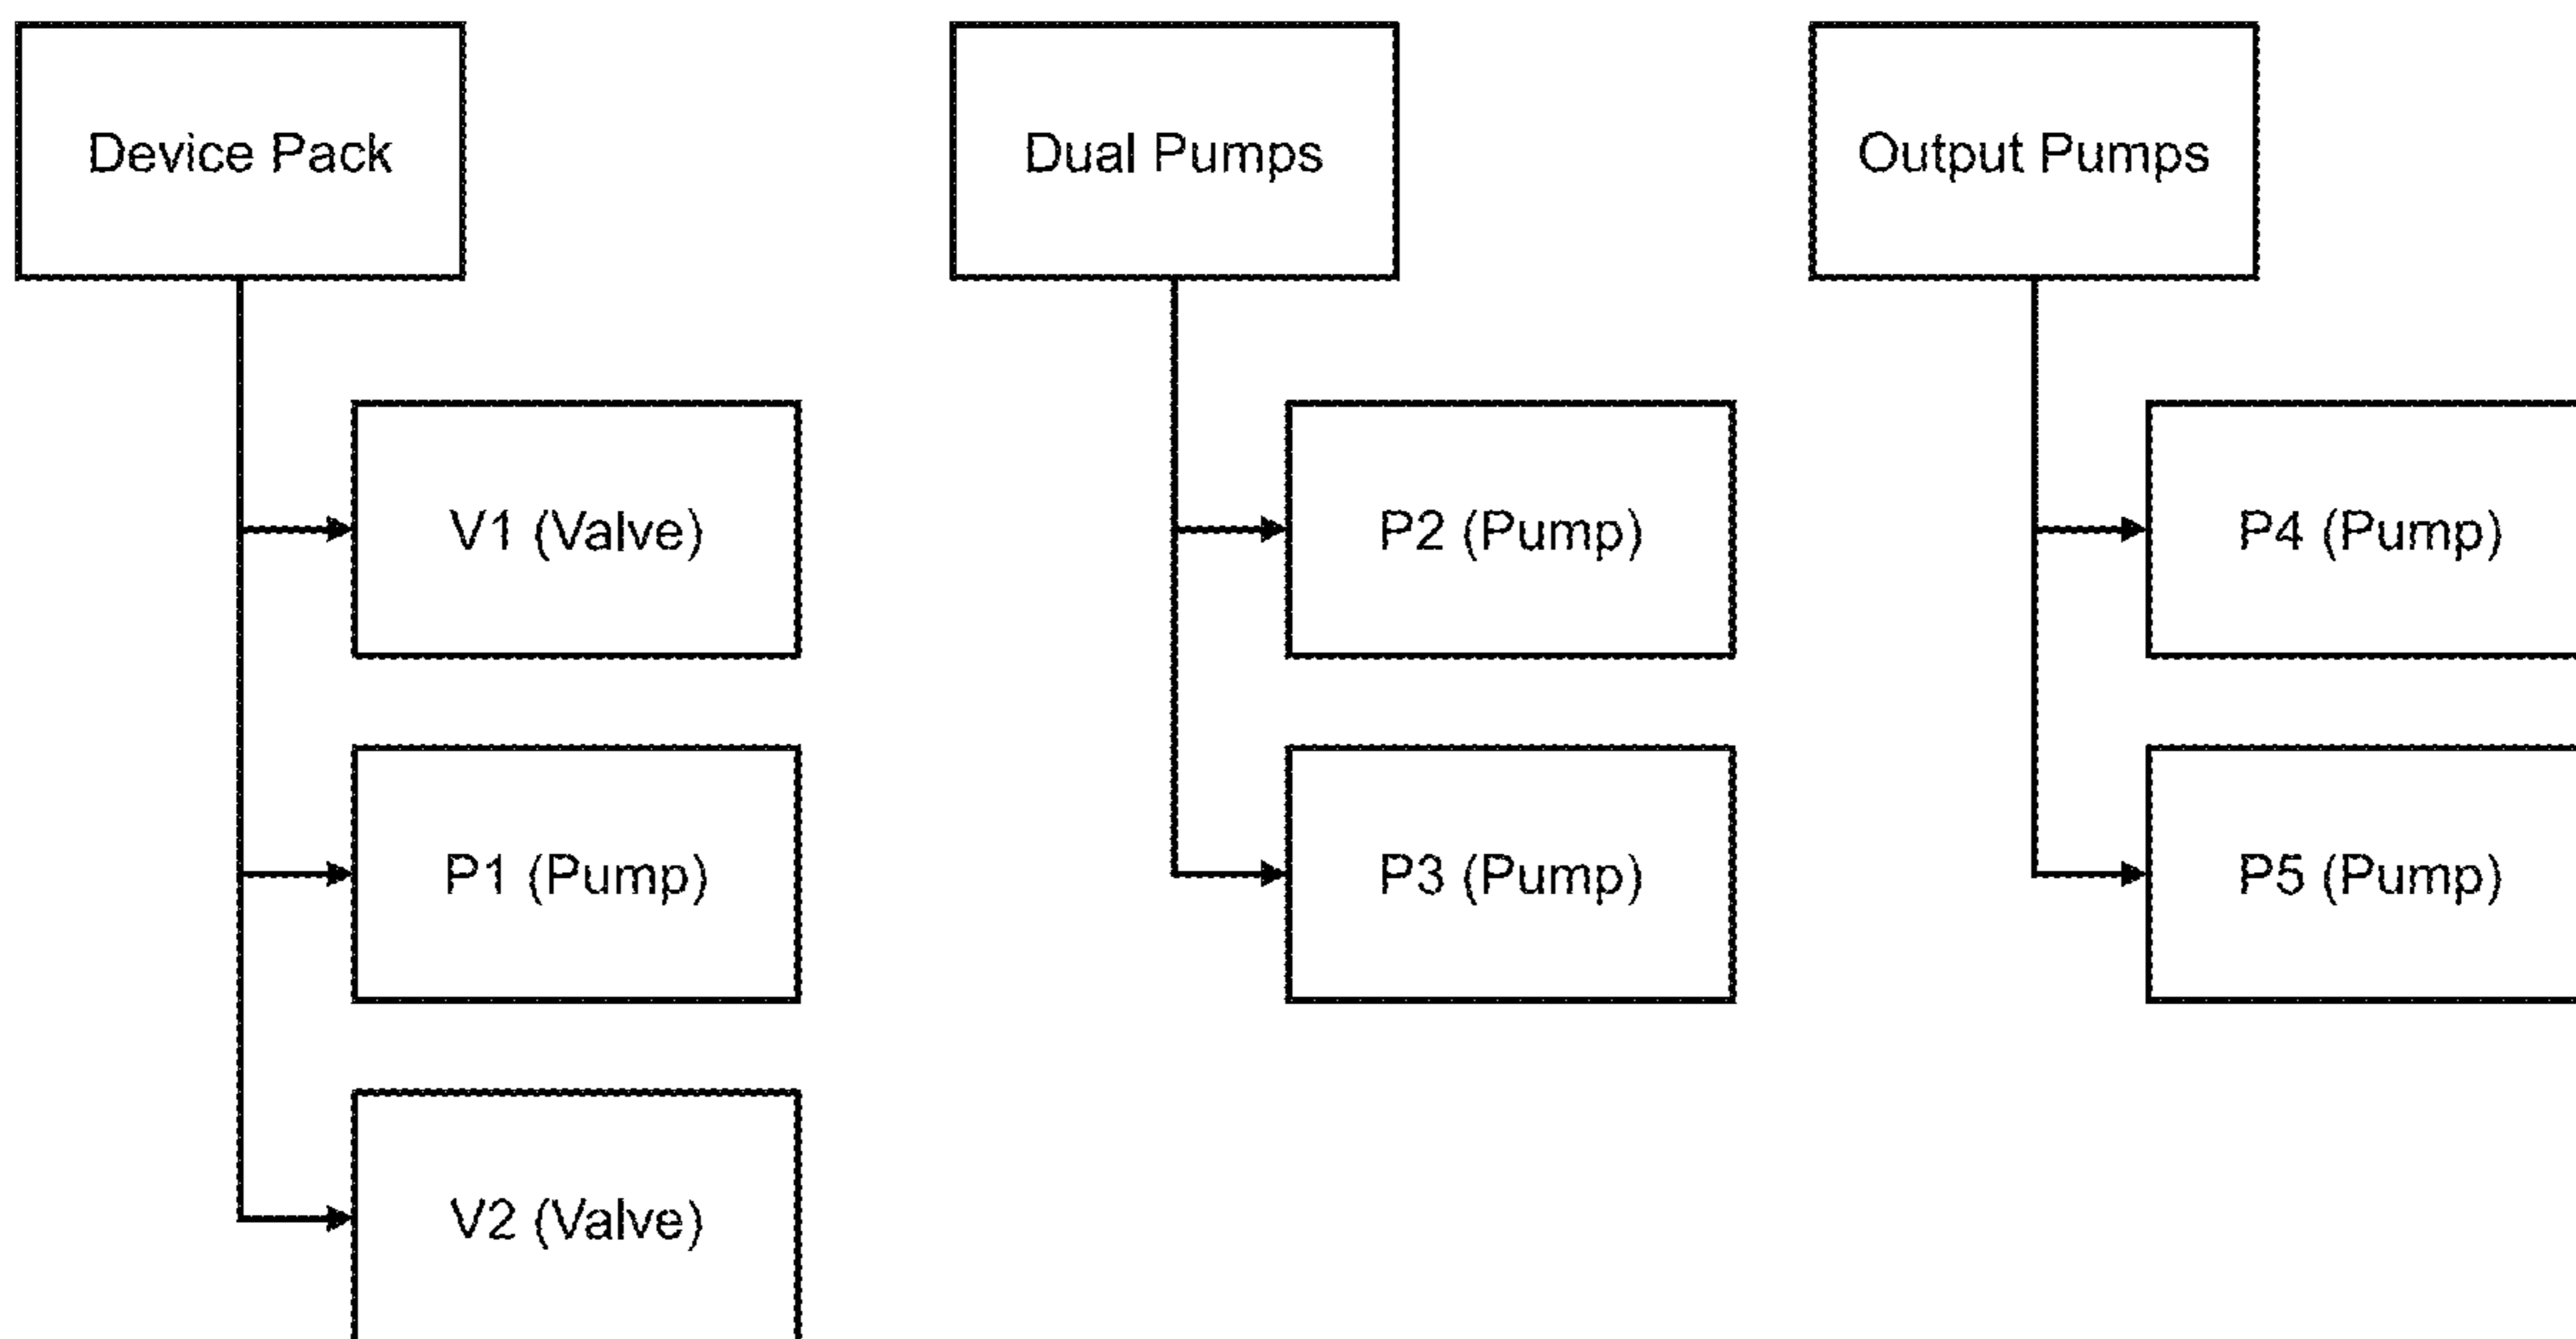 Device Pack
V1 (Valve)
P1 (Pump)
V2 (Valve)
Dual Pumps
P2 (Pump)
P3 (Pump)
Output Pumps
P4 (Pump)
P5 (Pump)